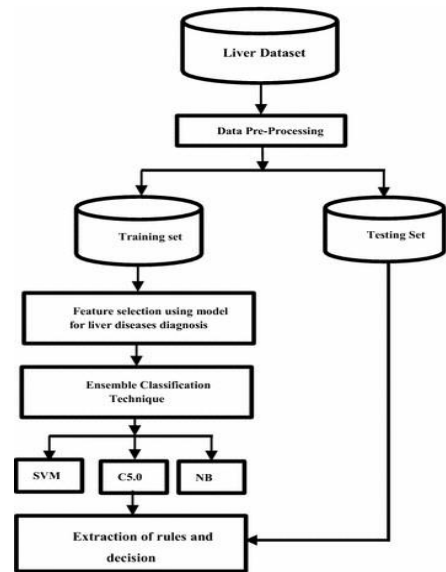 Liver Dataset
Data Pre-Processing
Training set
Testing Set
Feature selection using model
for liver diseases diagnosis
Ensemble Classification
Technique
SVM
C5.0
NB
Extraction of rules and
decision